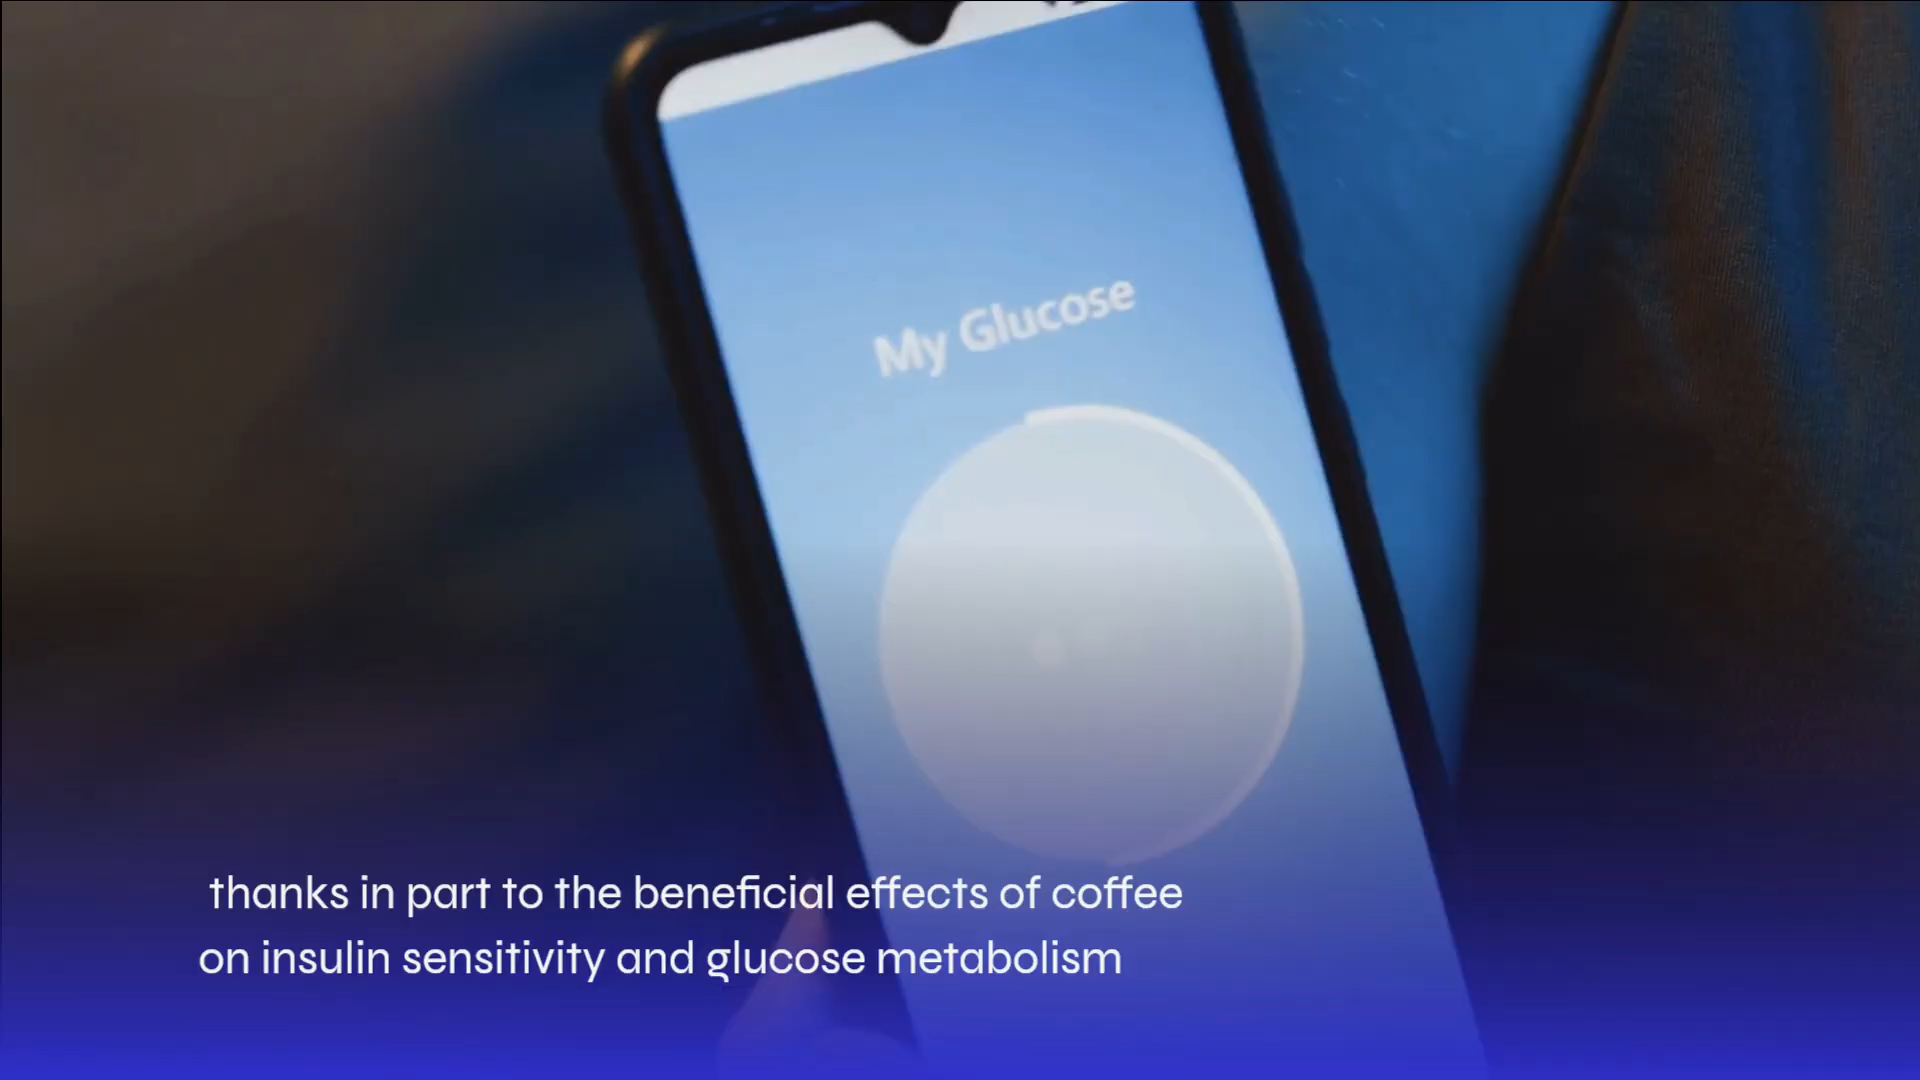 My Glucose
thanks in part to the beneficial effects of coffee
on insulin sensitivity and glucose metabolism